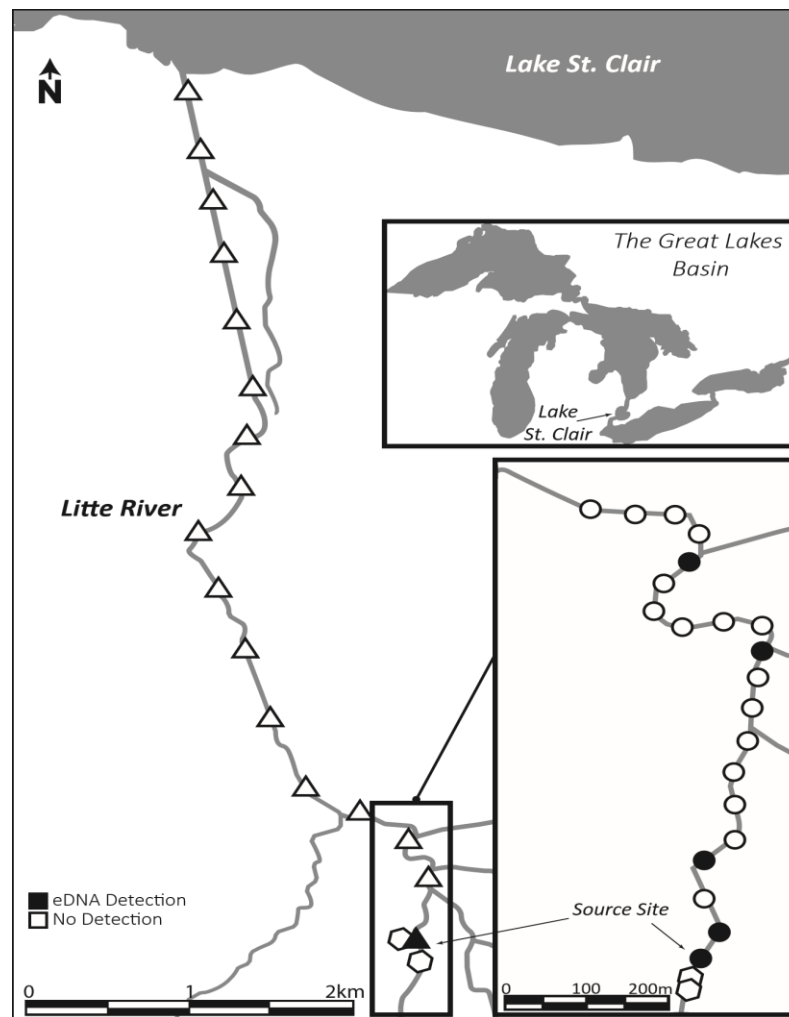 Lake St. Clair
N
The Great Lakes
Basin
Lake
St. Clair
Litte River
eDNA Detection
No Detection
Source Site
0 1 2km
0 100 200m